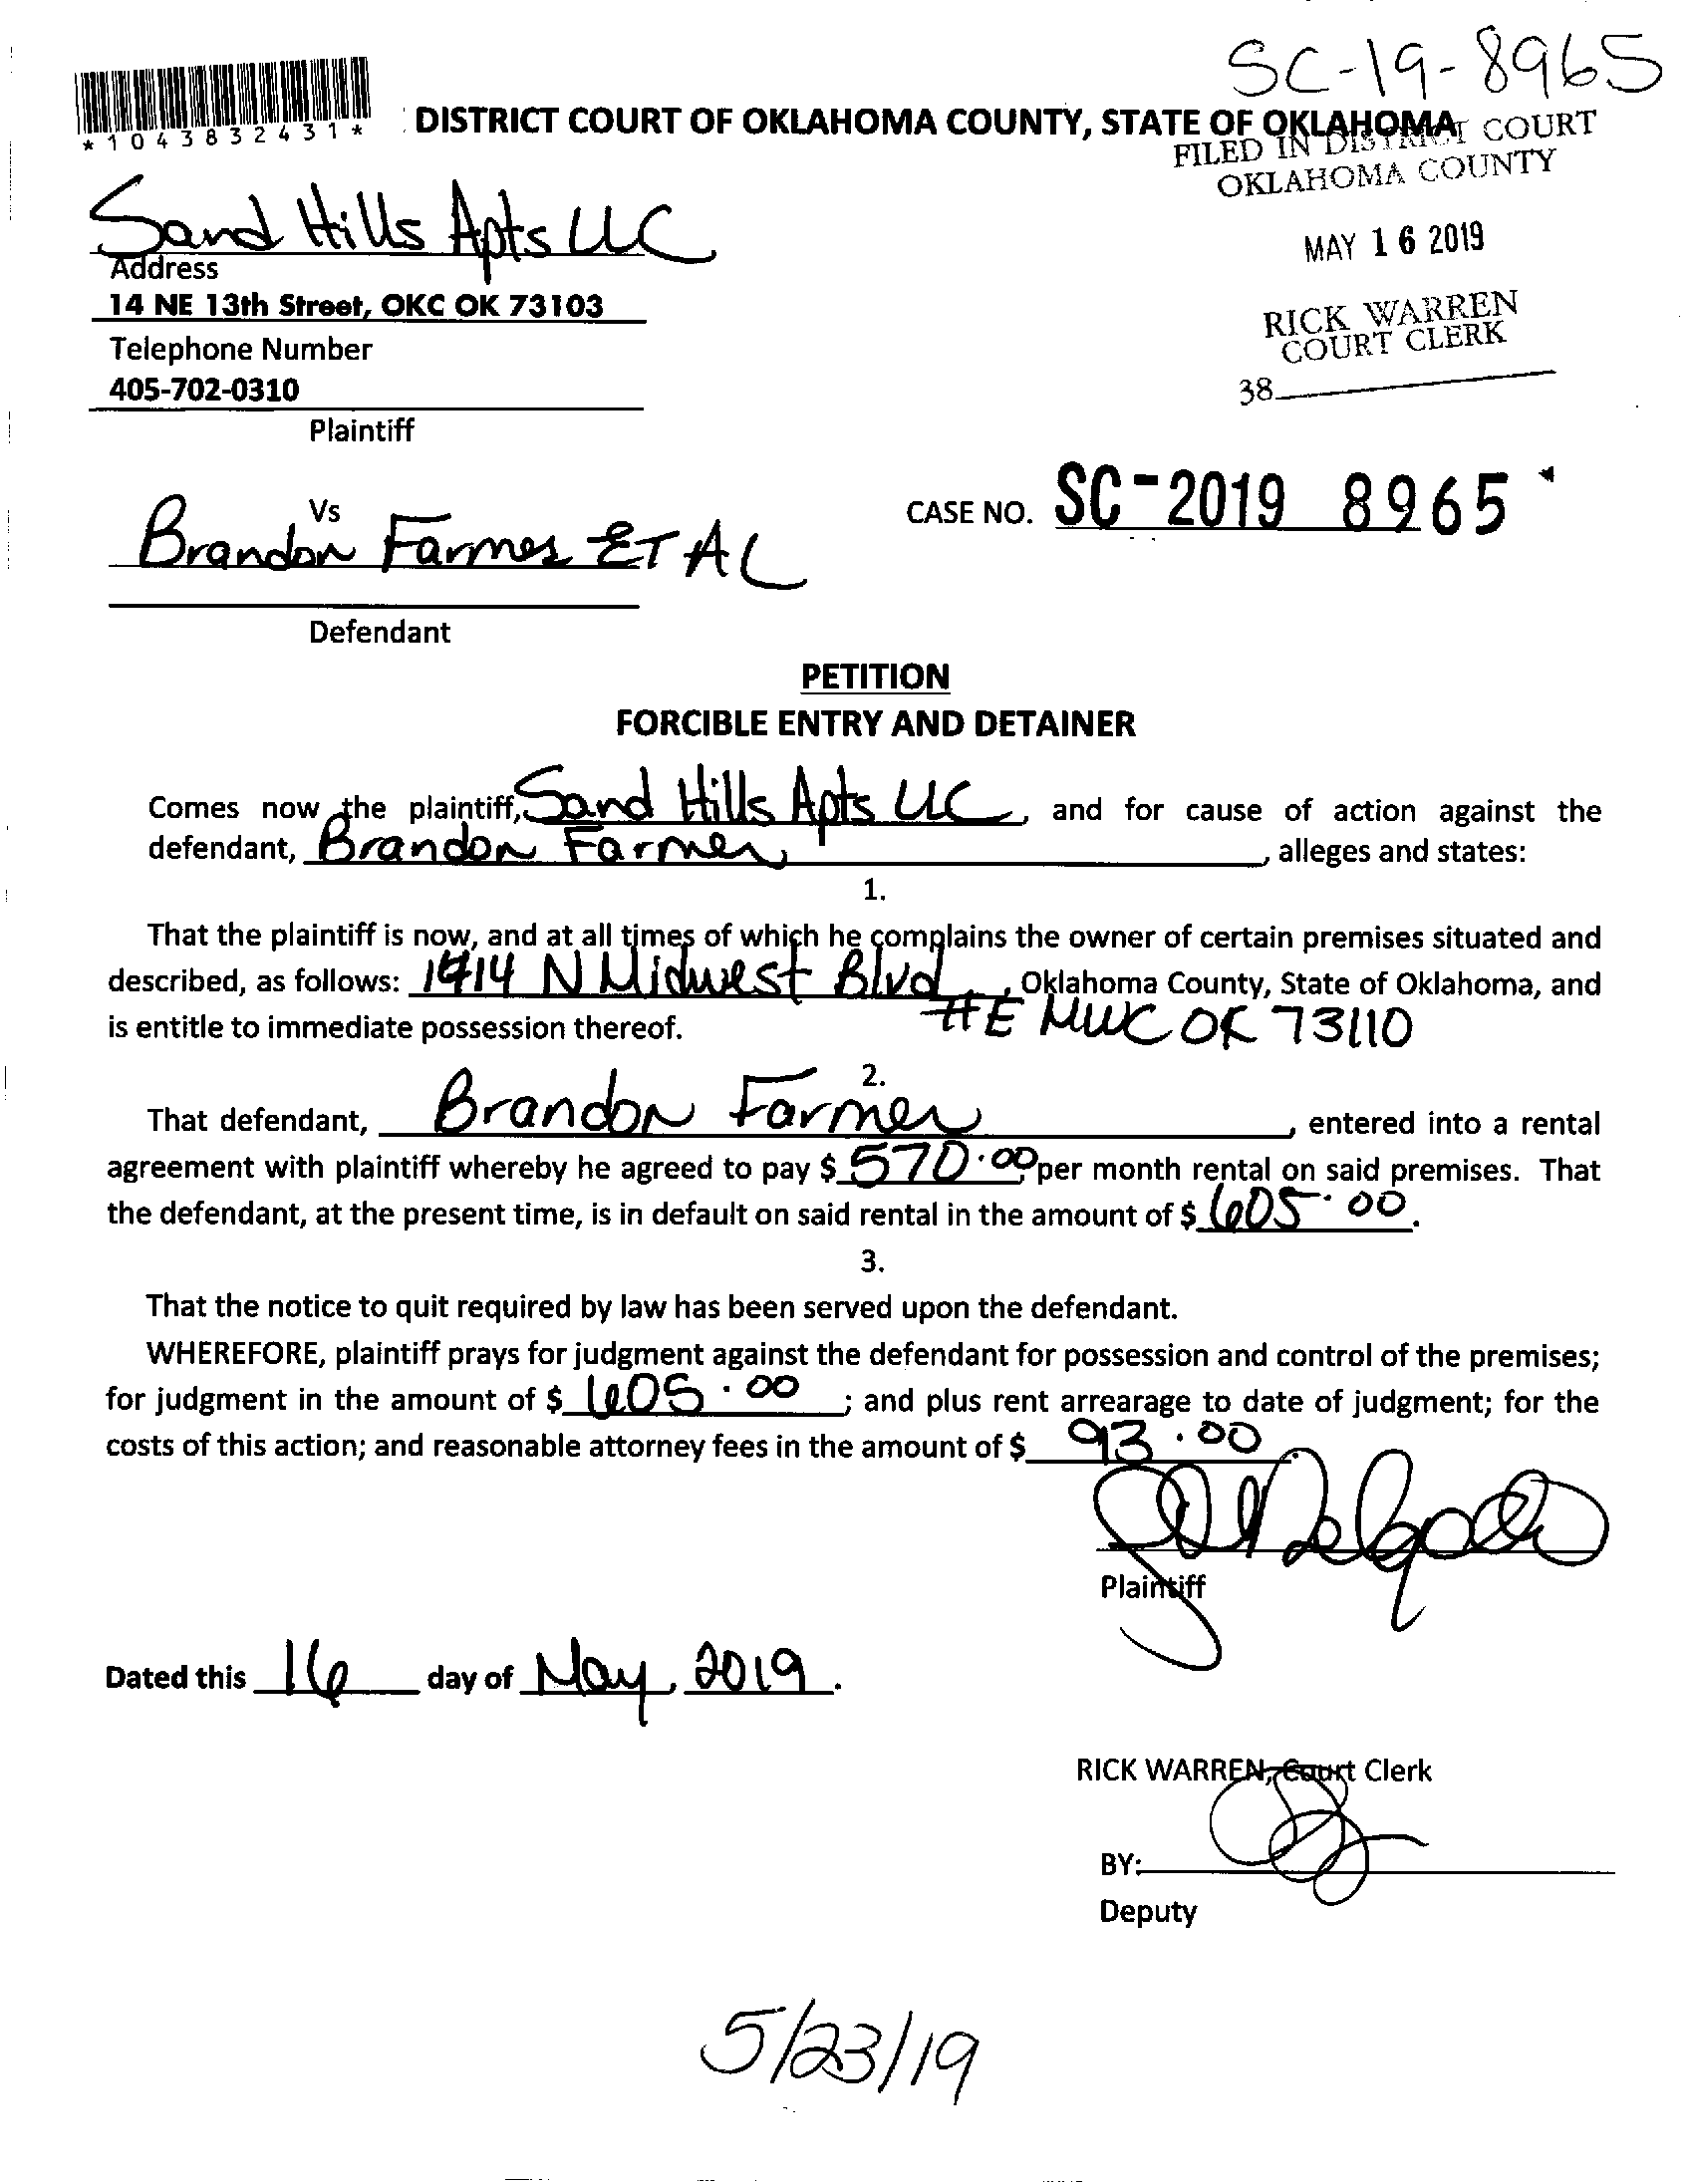 SC-19-8965
*1043832431*
DISTRICT COURT OF OKLAHOMA COUNTY, STATE OF OKLAHOMA
FILED IN DISTRICT COURT
OKLAHOMA COUNTY
MAY 16 2019
RICK WARREN
COURT CLERK
38
Sand Hills Apts LLC
Address
14 NE 13th Street, OKC OK 73103
Telephone Number
405-702-0310
Plaintiff
Vs
CASE NO. SC-2019 8965
Brandon Farmer ET AL
Defendant
PETITION
FORCIBLE ENTRY AND DETAINER
Comes now the plaintiff, Sand Hills Apts LLC, and for cause of action against the
defendant, Brandon Farmer, alleges and states:
1.
That the plaintiff is now, and at all times of which he complains the owner of certain premises situated and
described, as follows: 1414 N Midwest Blvd, Oklahoma County, State of Oklahoma, and
#E MWC OK 73110
is entitle to immediate possession thereof.
2.
That defendant, Brandon Farmer, entered into a rental
agreement with plaintiff whereby he agreed to pay $ 570.00 per month rental on said premises. That
the defendant, at the present time, is in default on said rental in the amount of $ 605.00.
3.
That the notice to quit required by law has been served upon the defendant.
WHEREFORE, plaintiff prays for judgment against the defendant for possession and control of the premises;
for judgment in the amount of $ 605.00; and plus rent arrearage to date of judgment; for the
costs of this action; and reasonable attorney fees in the amount of $ 93.00.
Plaintiff
Dated this 16 day of May, 2019.
RICK WARREN, Court Clerk
BY:
Deputy
5/23/19